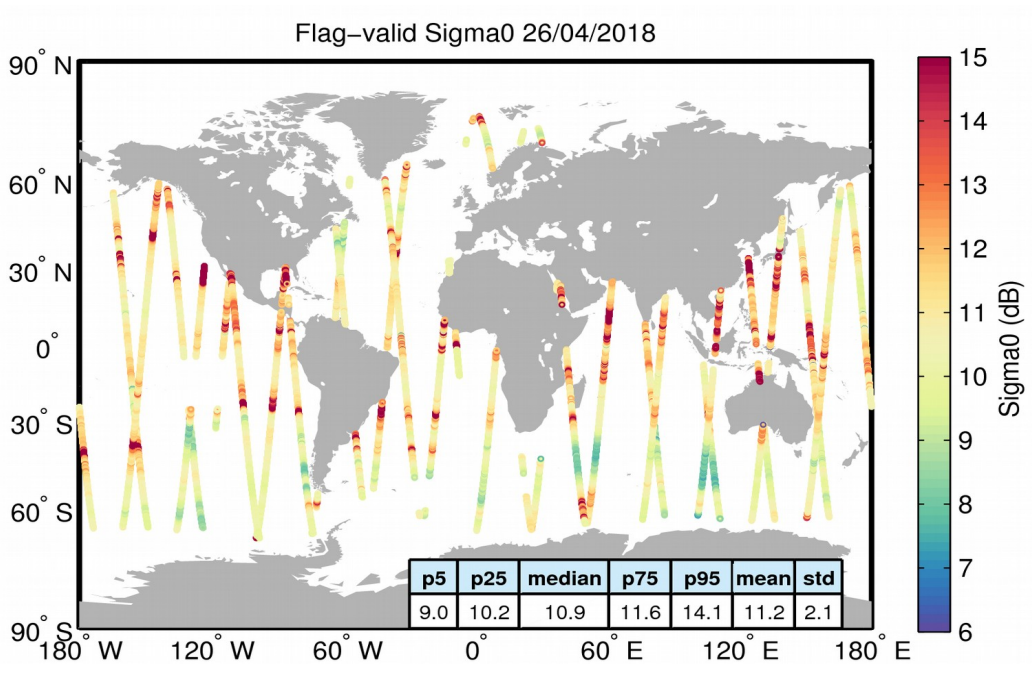 Flag−valid Sigma0 26/04/2018
90° N
60° N
30° N
0°
30° S
60° S
90° S
180° W
120° W
60° W
0°
60° E
120° E
180° E
15
14
13
12
11
10
9
8
7
6
Sigma0 (dB)
p5 p25 median p75 p95 mean std
9.0 10.2 10.9 11.6 14.1 11.2 2.1